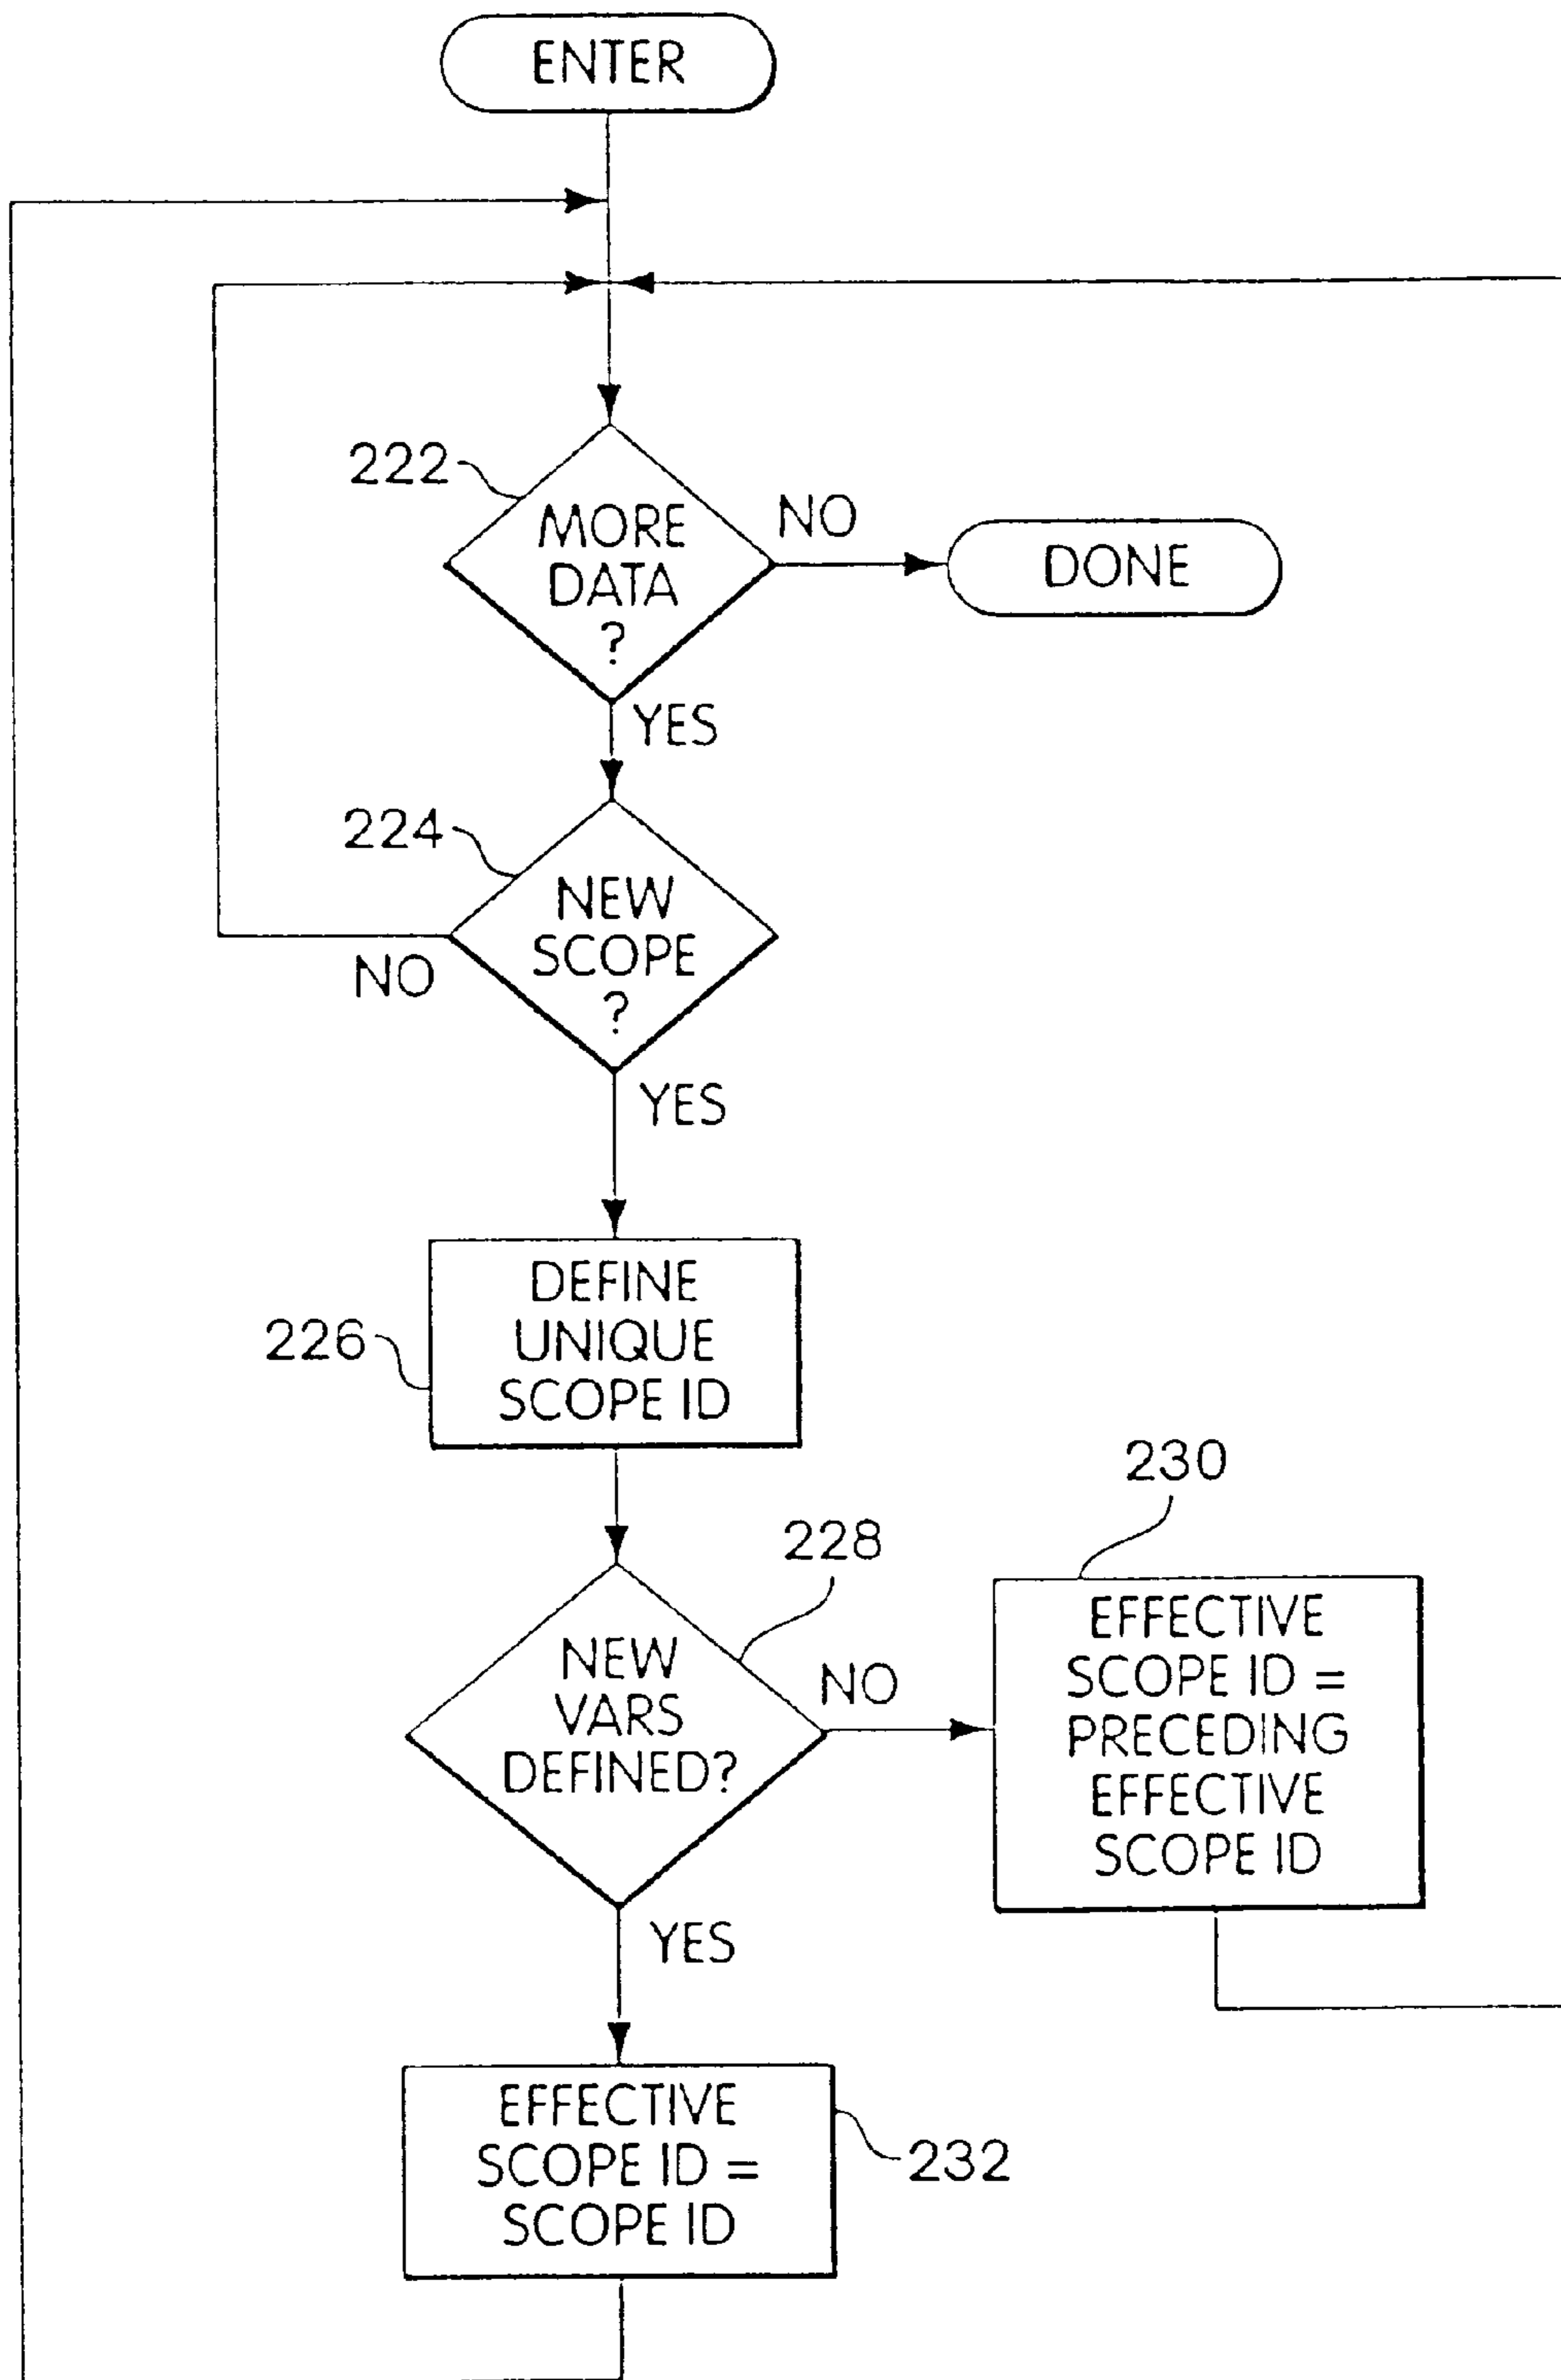 ENTER
222
MORE
DATA
?
NO
DONE
YES
224
NEW
SCOPE
?
NO
YES
226
DEFINE
UNIQUE
SCOPE ID
228
NEW
VARS
DEFINED?
NO
230
EFFECTIVE
SCOPE ID =
PRECEDING
EFFECTIVE
SCOPE ID
YES
EFFECTIVE
SCOPE ID =
SCOPE ID
232